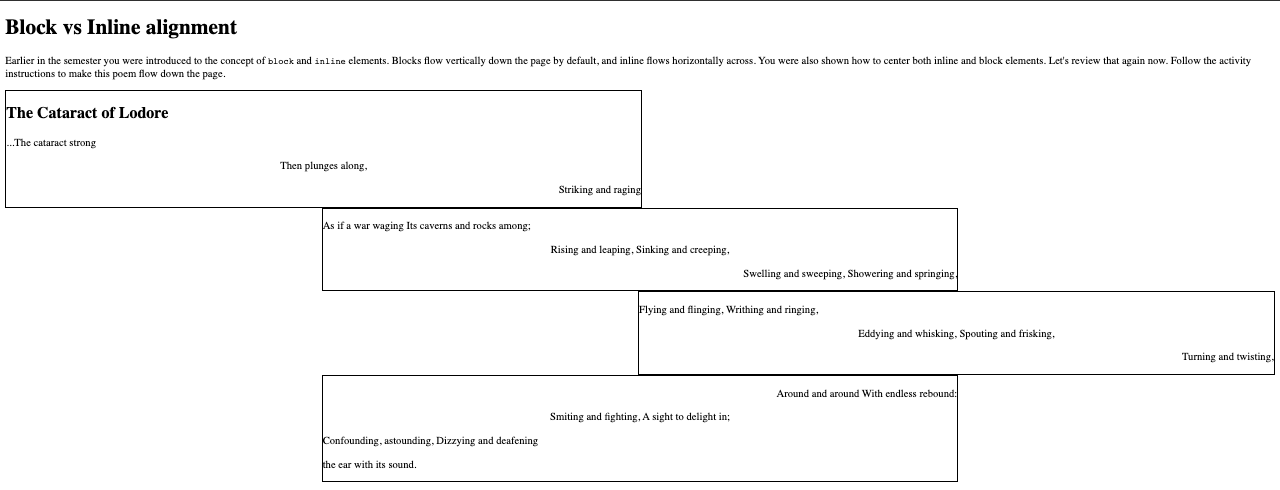 Block vs Inline alignment
Earlier in the semester you were introduced to the concept of block and inline elements. Blocks flow vertically down the page by default, and inline flows horizontally across. You were also shown how to center both inline and block elements. Let's review that again now. Follow the activity
instructions to make this poem flow down the page.
The Cataract of Lodore
...The cataract strong
Then plunges along,
Striking and raging
As if a war waging Its caverns and rocks among;
Rising and leaping, Sinking and creeping,
Swelling and sweeping, Showering and springing,
Flying and flinging, Writhing and ringing,
Eddying and whisking, Spouting and frisking,
Turning and twisting,
Around and around With endless rebound:
Smiting and fighting, A sight to delight in;
Confounding, astounding, Dizzying and deafening
the ear with its sound.